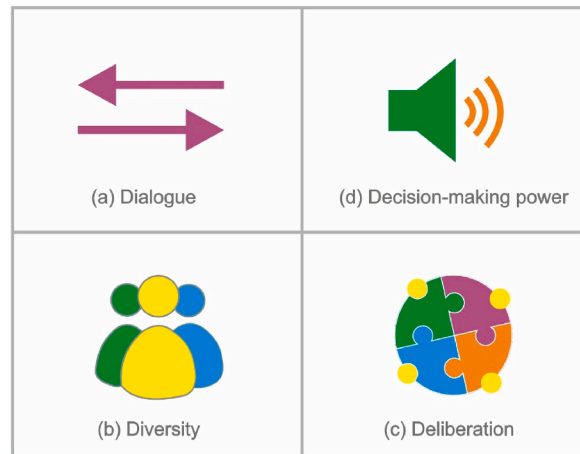 (a) Dialogue
(d) Decision-making power
(b) Diversity
(c) Deliberation